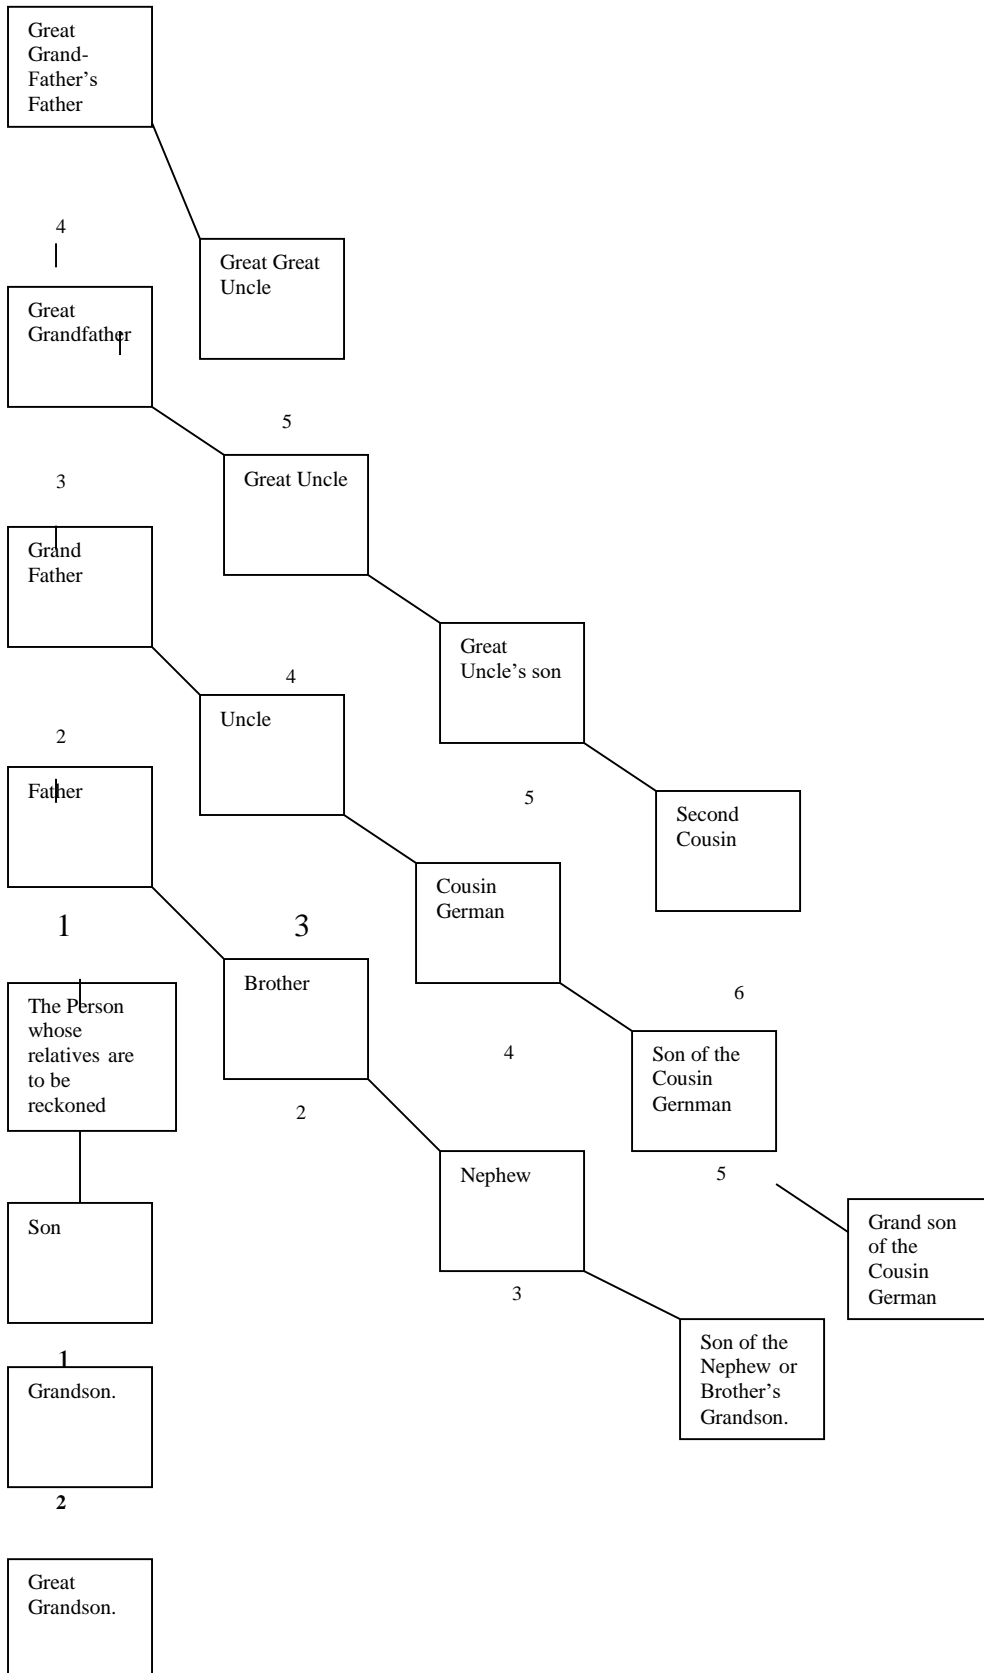 Great
Grand-
Father’s
Father
4
Great Great
Uncle
Great
Grandfather
5
3
Great Uncle
Grand
Father
Great
Uncle’s son
4
2
Uncle
Father
5
Second
Cousin
Cousin
German
1
3
Brother
6
The Person
whose
relatives are
to be
reckoned
4
Son of the
Cousin
Gernman
2
Nephew
5
Son
Grand son
of the
Cousin
German
3
1
Son of the
Nephew or
Brother’s
Grandson.
Grandson.
2
Great
Grandson.